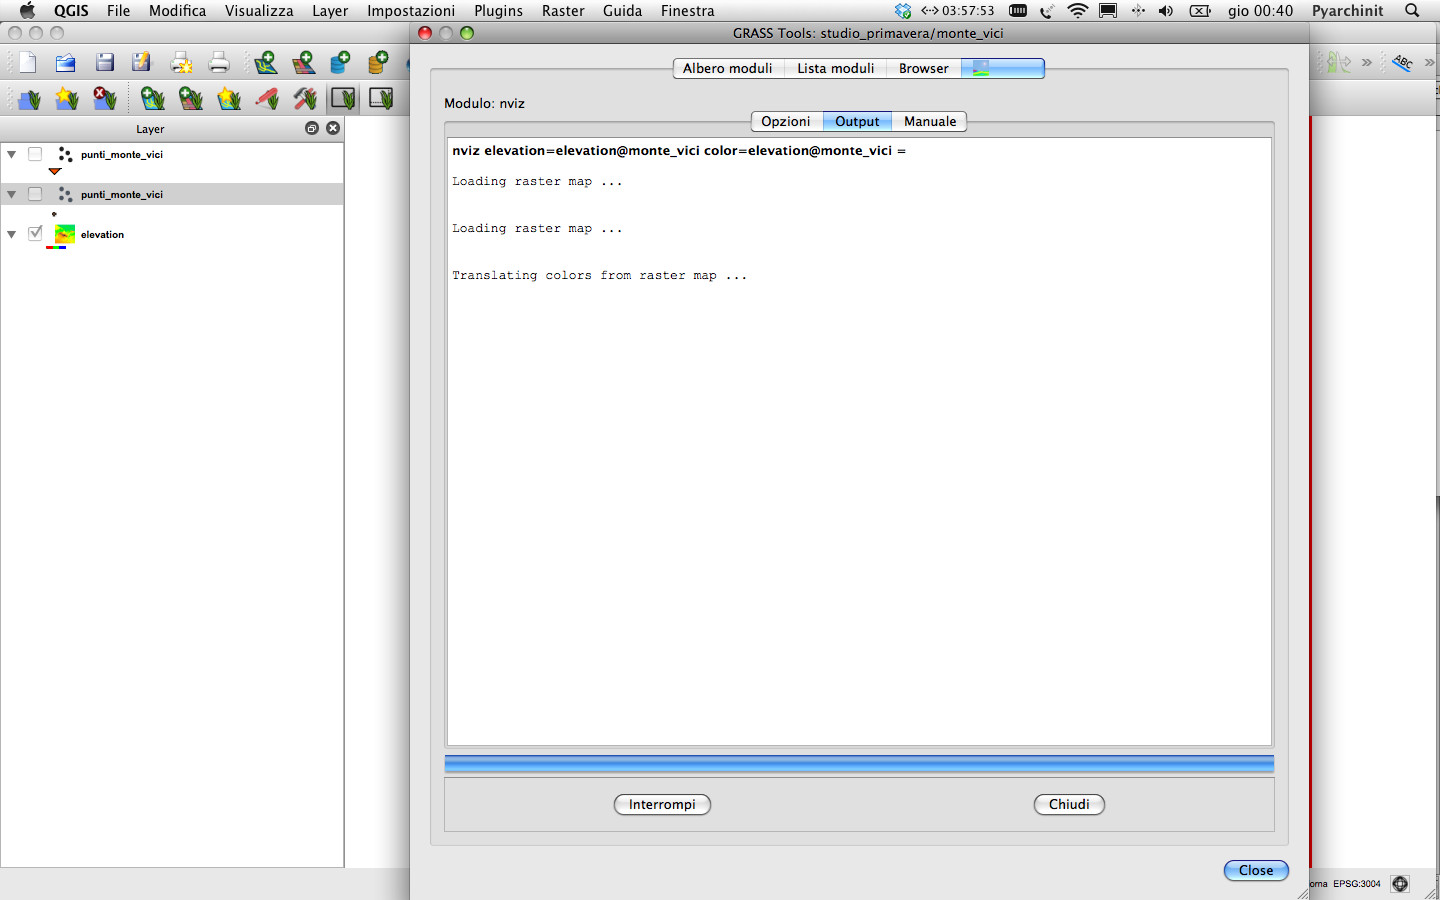 QGIS File Modifica Visualizza Layer Impostazioni Plugins Raster Guida Finestra 03:57:53 gio 00:40 Pyarchinit
GRASS Tools: studio_primavera/monte_vici
Albero moduli Lista moduli Browser
ABC
Modulo: nviz
Opzioni Output Manuale
Layer
punti_monte_vici
punti_monte_vici
elevation
nviz elevation=elevation@monte_vici color=elevation@monte_vici =
Loading raster map ...
Loading raster map ...
Translating colors from raster map ...
Interrompi Chiudi
Close
oma EPSG:3004